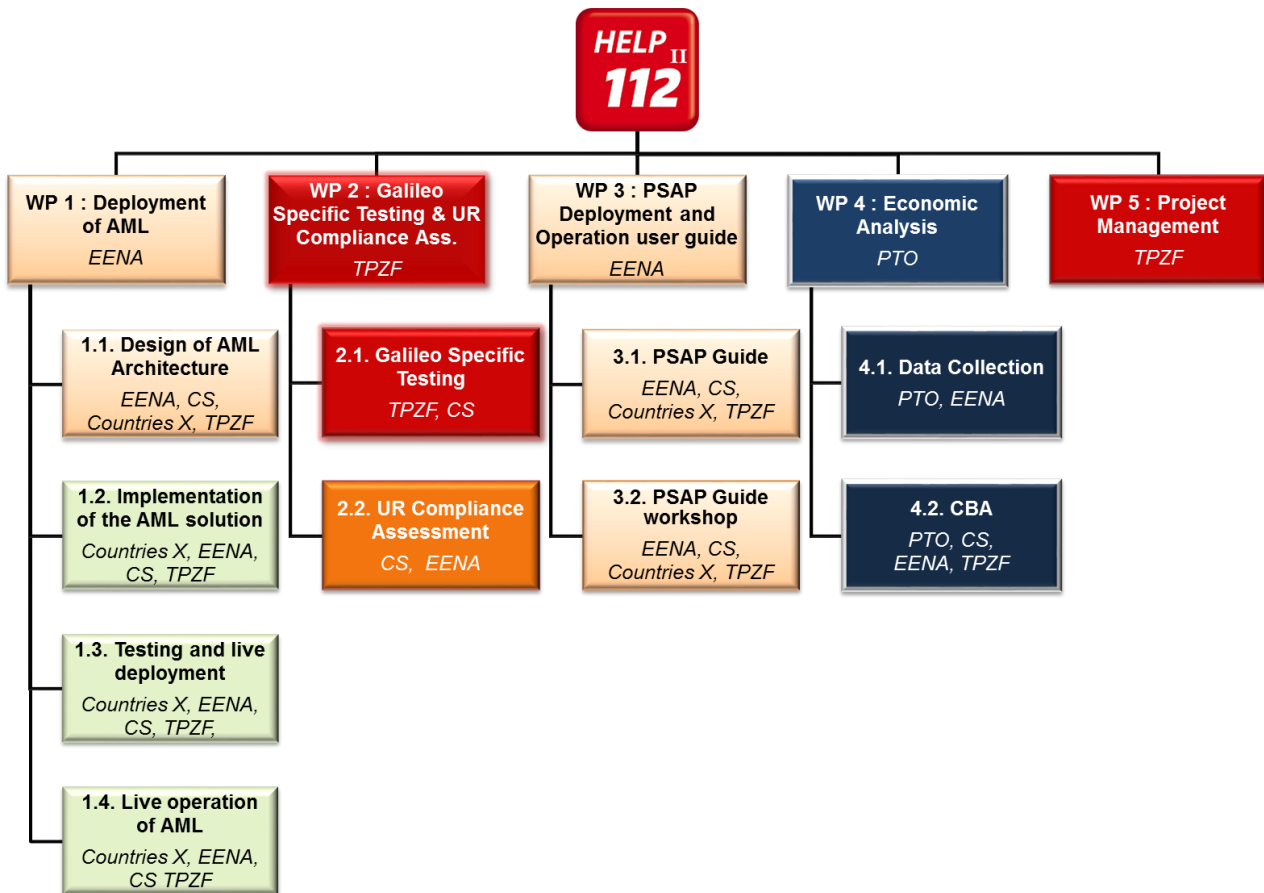 HELP II
112
WP 1 : Deployment
of AML
EENA
WP 2 : Galileo
Specific Testing & UR
Compliance Ass.
TPZF
WP 3 : PSAP
Deployment and
Operation user guide
EENA
WP 4 : Economic
Analysis
PTO
WP 5 : Project
Management
TPZF
1.1. Design of AML
Architecture
EENA, CS,
Countries X, TPZF
2.1. Galileo Specific
Testing
TPZF, CS
3.1. PSAP Guide
EENA, CS,
Countries X, TPZF
4.1. Data Collection
PTO, EENA
1.2. Implementation
of the AML solution
Countries X, EENA,
CS, TPZF
2.2. UR Compliance
Assessment
CS, EENA
3.2. PSAP Guide
workshop
EENA, CS,
Countries X, TPZF
4.2. CBA
PTO, CS,
EENA, TPZF
1.3. Testing and live
deployment
Countries X, EENA,
CS, TPZF,
1.4. Live operation
of AML
Countries X, EENA,
CS TPZF